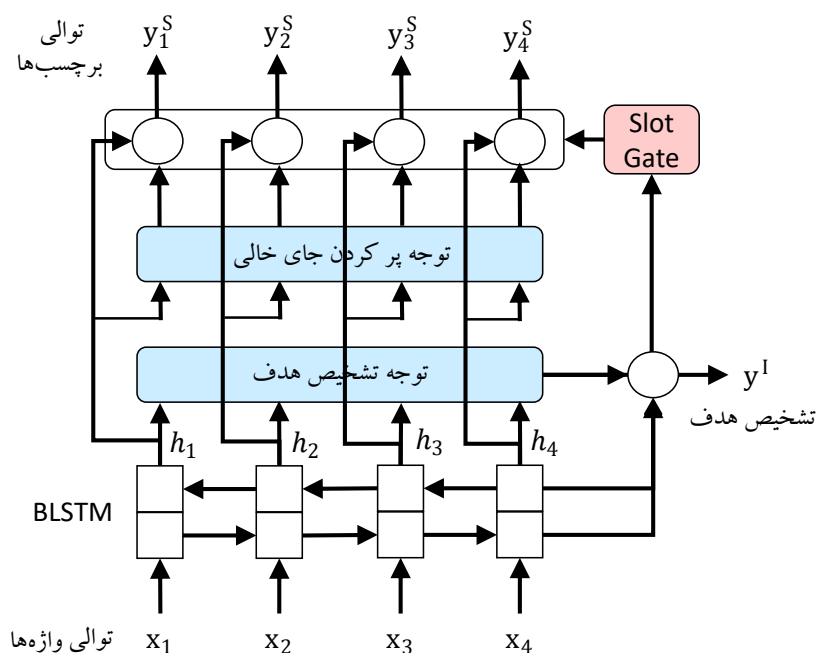 توالی
برچسب‌ها
y₁ˢ y₂ˢ y₃ˢ y₄ˢ
Slot
Gate
توجه پر کردن جای خالی
توجه تشخیص هدف
yᴵ
تشخیص هدف
h₁ h₂ h₃ h₄
BLSTM
توالی واژه‌ها x₁ x₂ x₃ x₄